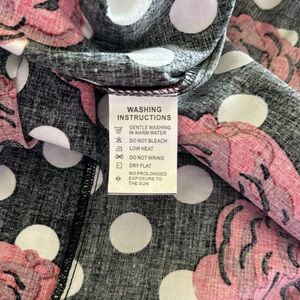 WASHING
INSTRUCTIONS
GENTLE WASHING
IN WARM WATER
DO NOT BLEACH
LOW HEAT
DO NOT WRING
DRY FLAT
NO PROLONGED
EXPOSURE TO
THE SUN